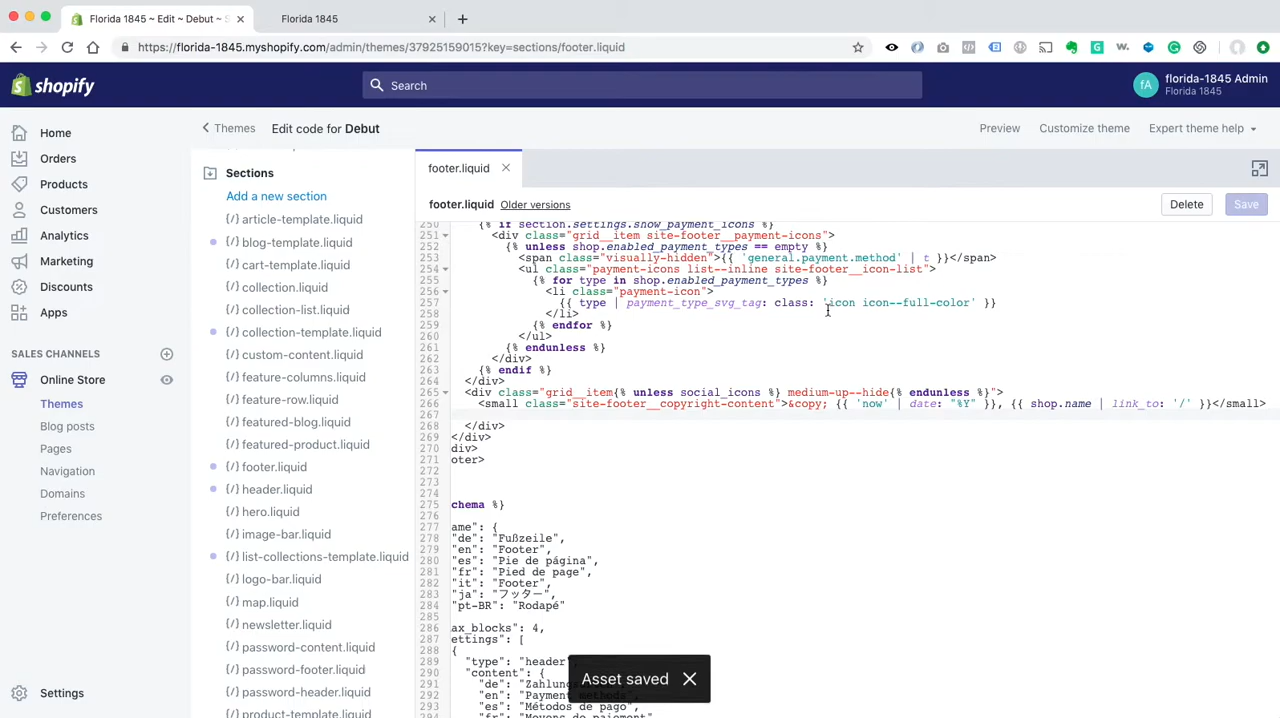 Florida 1845 ~ Edit ~ Debut ~ S
Florida 1845
https://florida-1845.myshopify.com/admin/themes/37925159015?key=sections/footer.liquid
shopify
Search
fA
florida-1845 Admin
Florida 1845
Home
Orders
Products
Customers
Analytics
Marketing
Discounts
Apps
SALES CHANNELS
Online Store
Themes
Blog posts
Pages
Navigation
Domains
Preferences
Settings
Themes
Edit code for Debut
Preview
Customize theme
Expert theme help
Sections
Add a new section
{/} article-template.liquid
{/} blog-template.liquid
{/} cart-template.liquid
{/} collection.liquid
{/} collection-list.liquid
{/} collection-template.liquid
{/} custom-content.liquid
{/} feature-columns.liquid
{/} feature-row.liquid
{/} featured-blog.liquid
{/} featured-product.liquid
{/} footer.liquid
{/} header.liquid
{/} hero.liquid
{/} image-bar.liquid
{/} list-collections-template.liquid
{/} logo-bar.liquid
{/} map.liquid
{/} newsletter.liquid
{/} password-content.liquid
{/} password-footer.liquid
{/} password-header.liquid
{/} product-template.liquid
footer.liquid
footer.liquid Older versions
Delete
Save
250 {% if section.settings.show_payment_icons %}
251 <div class="grid__item site-footer__payment-icons">
252 {% unless shop.enabled_payment_types == empty %}
253 <span class="visually-hidden">{{ 'general.payment.method' | t }}</span>
254 <ul class="payment-icons list--inline site-footer__icon-list">
255 {% for type in shop.enabled_payment_types %}
256 <li class="payment-icon">
257 {{ type | payment_type_svg_tag: class: 'icon icon--full-color' }}
258 </li>
259 {% endfor %}
260 </ul>
261 {% endunless %}
262 </div>
263 {% endif %}
264 </div>
265 <div class="grid__item{% unless social_icons %} medium-up--hide{% endunless %}">
266 <small class="site-footer__copyright-content">&copy; {{ 'now' | date: "%Y" }}, {{ shop.name | link_to: '/' }}</small>
267
268 </div>
269 </div>
270 div>
271 oter>
272
273
274
275 chema %}
276
277 ame": {
278 "de": "Fußzeile",
279 "en": "Footer",
280 "es": "Pie de página",
281 "fr": "Pied de page",
282 "it": "Footer",
283 "ja": "フッター",
284 "pt-BR": "Rodapé"
285
286 ax_blocks": 4,
287 ettings": [
288 {
289 "type": "header"
290 "content": {
291 "de":
292 "en": "Payment methods",
293 "es": "Métodos de pago",
294 "fr": "Moyens de paiement",
Asset saved